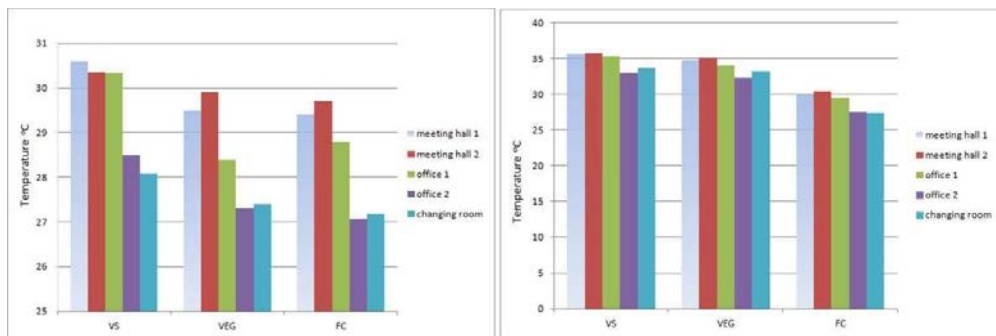 31
30
29
28
27
26
25
Temperature ºC
VS
VEG
FC
meeting hall 1
meeting hall 2
office 1
office 2
changing room
40
35
30
25
20
15
10
5
0
Temperature ºC
VS
VEG
FC
meeting hall 1
meeting hall 2
office 1
office 2
changing room